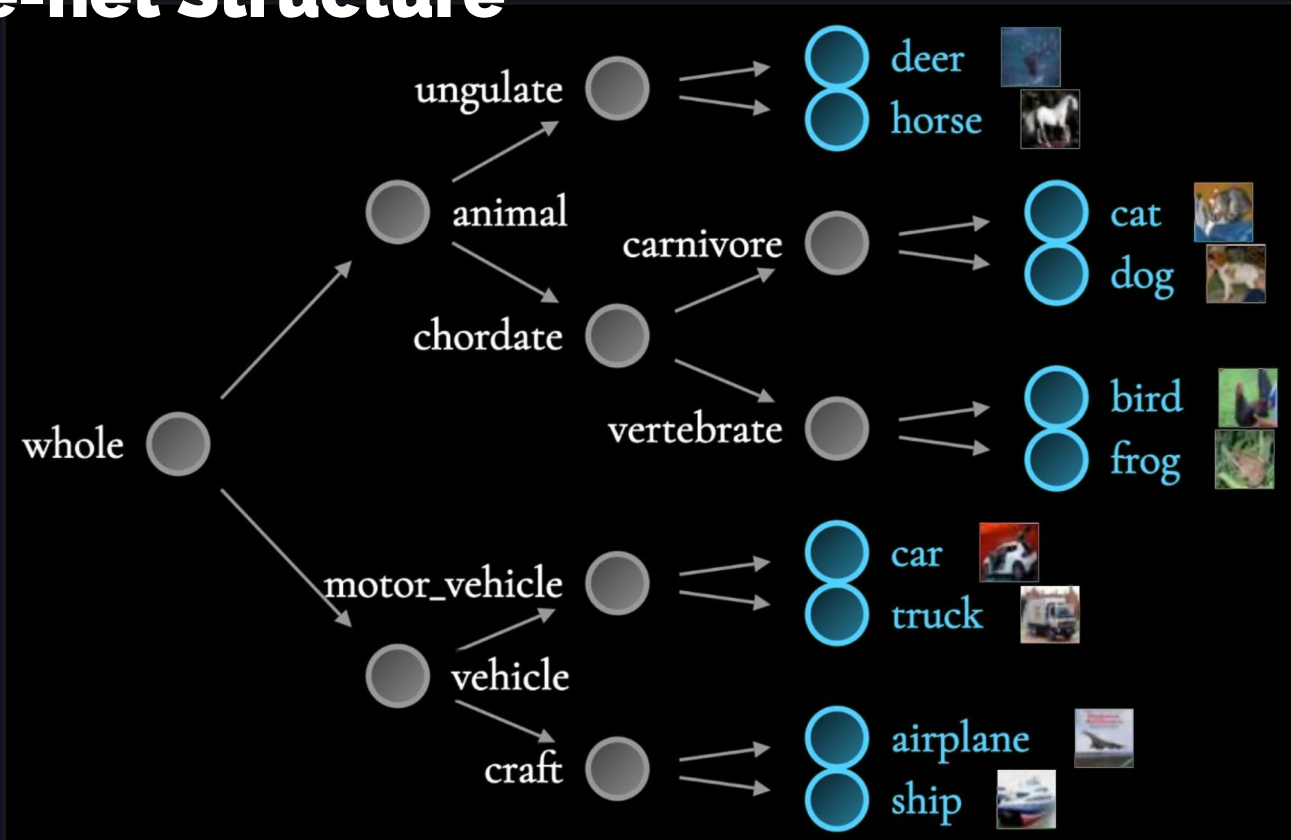 e-net Structure
ungulate
deer
horse
animal
carnivore
cat
dog
chordate
bird
vertebrate
frog
whole
car
motor_vehicle
truck
vehicle
airplane
craft
ship